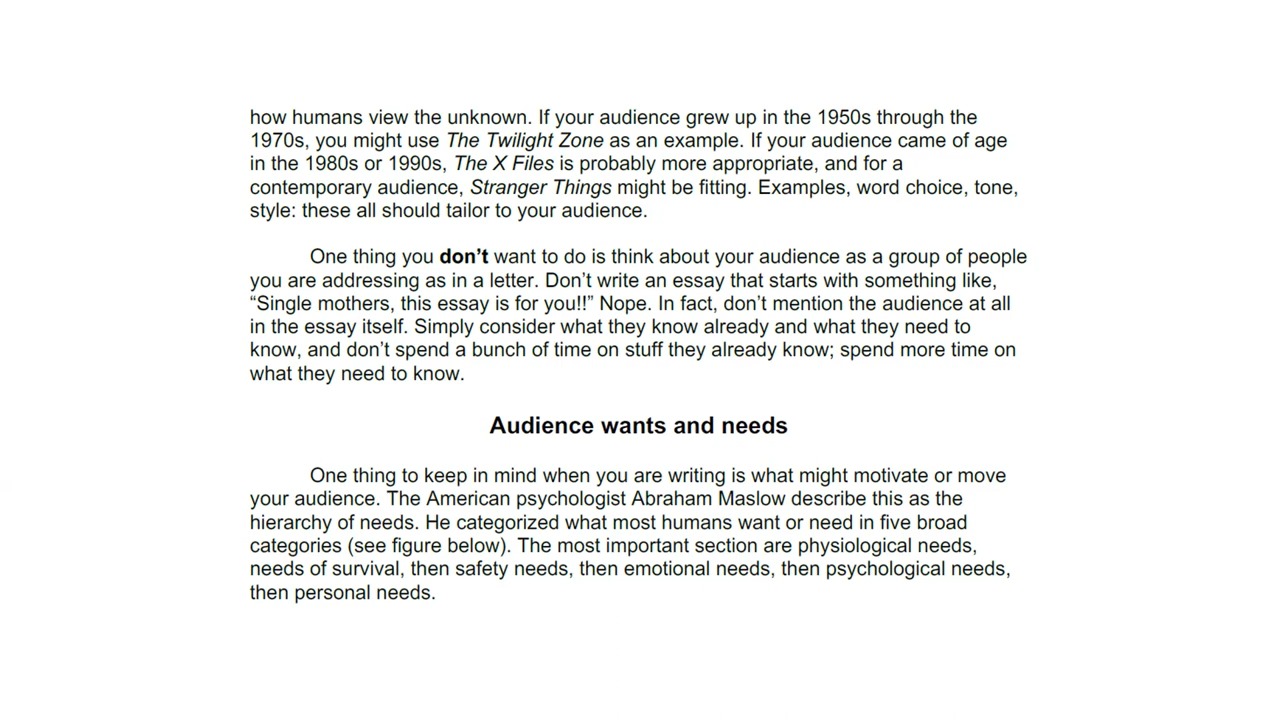 how humans view the unknown. If your audience grew up in the 1950s through the
1970s, you might use The Twilight Zone as an example. If your audience came of age
in the 1980s or 1990s, The X Files is probably more appropriate, and for a
contemporary audience, Stranger Things might be fitting. Examples, word choice, tone,
style: these all should tailor to your audience.
One thing you don’t want to do is think about your audience as a group of people
you are addressing as in a letter. Don’t write an essay that starts with something like,
“Single mothers, this essay is for you!!” Nope. In fact, don’t mention the audience at all
in the essay itself. Simply consider what they know already and what they need to
know, and don’t spend a bunch of time on stuff they already know; spend more time on
what they need to know.
Audience wants and needs
One thing to keep in mind when you are writing is what might motivate or move
your audience. The American psychologist Abraham Maslow describe this as the
hierarchy of needs. He categorized what most humans want or need in five broad
categories (see figure below). The most important section are physiological needs,
needs of survival, then safety needs, then emotional needs, then psychological needs,
then personal needs.